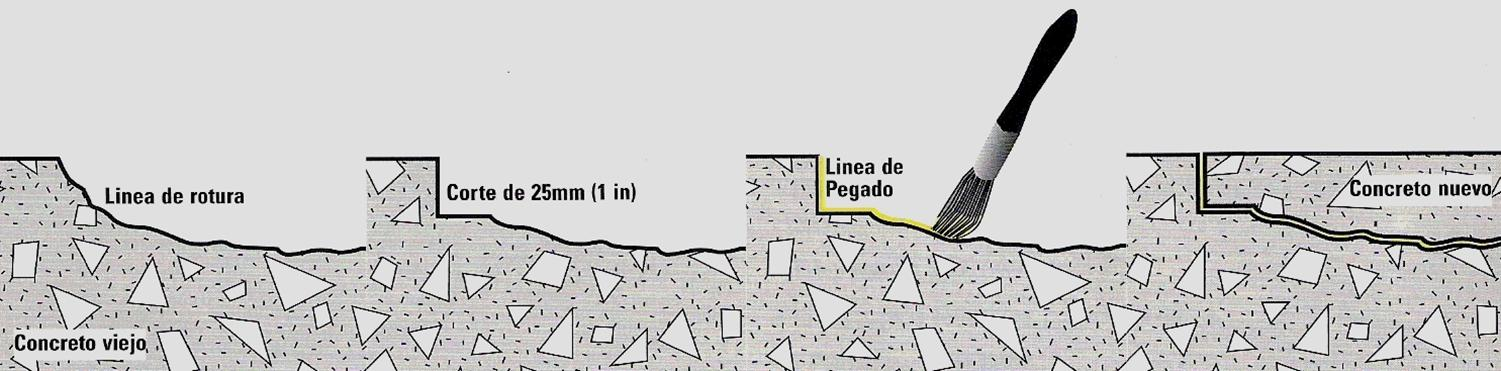 Linea de rotura
Concreto viejo
Corte de 25mm (1 in)
Linea de
Pegado
Concreto nuevo